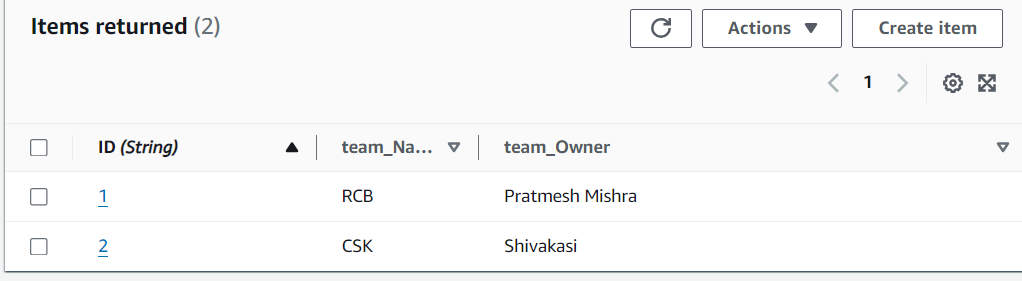 Items returned (2)
Actions
Create item
1
ID (String)
team_Na...
team_Owner
1
RCB
Pratmesh Mishra
2
CSK
Shivakasi